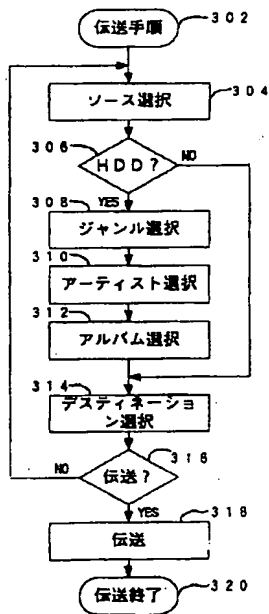 伝送手順
302
ソース選択
304
306
HDD?
NO
YES
308
ジャンル選択
310
アーティスト選択
312
アルバム選択
314
デスティネーション選択
316
伝送?
NO
YES
318
伝送
伝送終了
320